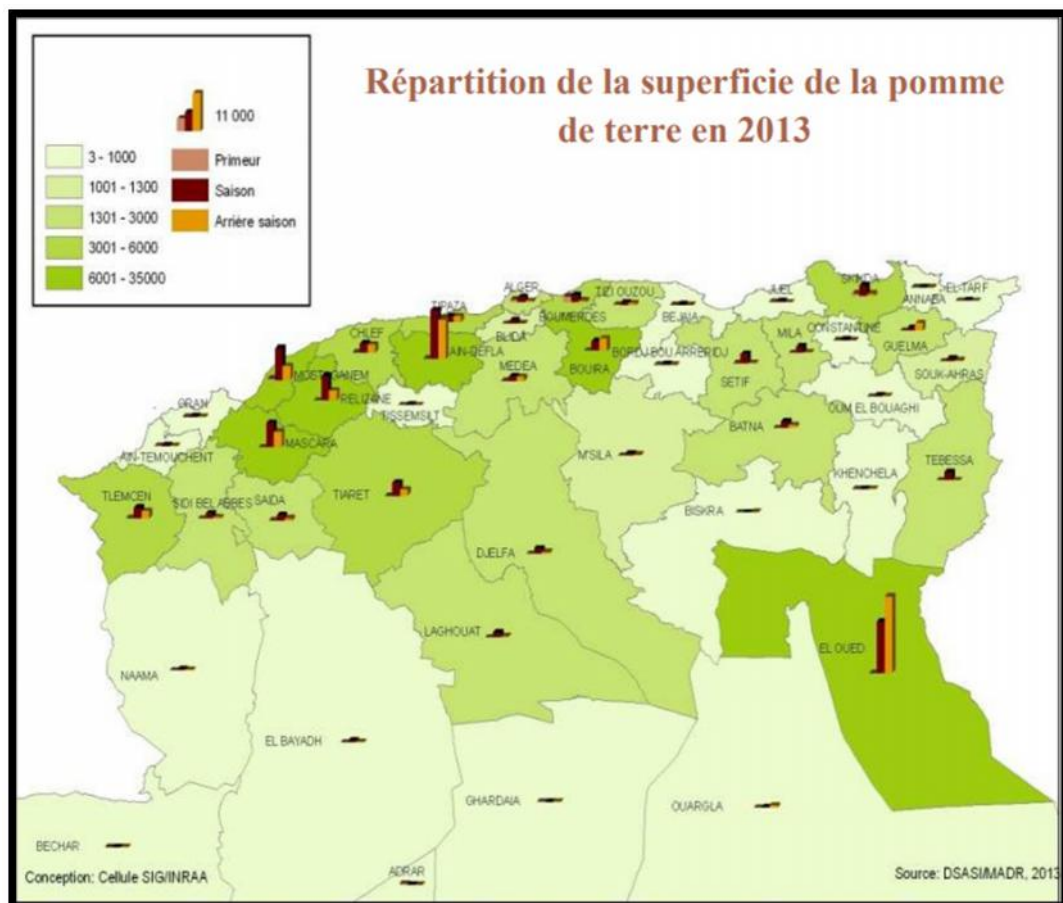 Répartition de la superficie de la pomme
de terre en 2013
11 000
3 - 1000
Primeur
1001 - 1300
Saison
1301 - 3000
Arrière saison
3001 - 6000
6001 - 35000
SKIKDA
EL-TARF
ALGER
TIZI OUZOU
JIJEL
ANNABA
TIPAZA
BOUMERDES
BEJAIA
CHLEF
BLIDA
MILA
CONSTANTINE
GUELMA
AIN-DEFLA
BORDJ BOU ARRERIDJ
MOSTAGANEM
MEDEA
BOUIRA
SETIF
SOUK-AHRAS
RELIZANE
ORAN
TISSEMSILT
OUM EL BOUAGHI
BATNA
MASCARA
AIN-TEMOUCHENT
M'SILA
KHENCHELA
TEBESSA
TLEMCEN
SIDI BEL ABBES
SAIDA
TIARET
BISKRA
DJELFA
LAGHOUAT
EL OUED
NAAMA
EL BAYADH
GHARDAIA
OUARGLA
BECHAR
ADRAR
Conception: Cellule SIG/INRAA
Source: DSASI/MADR, 2013